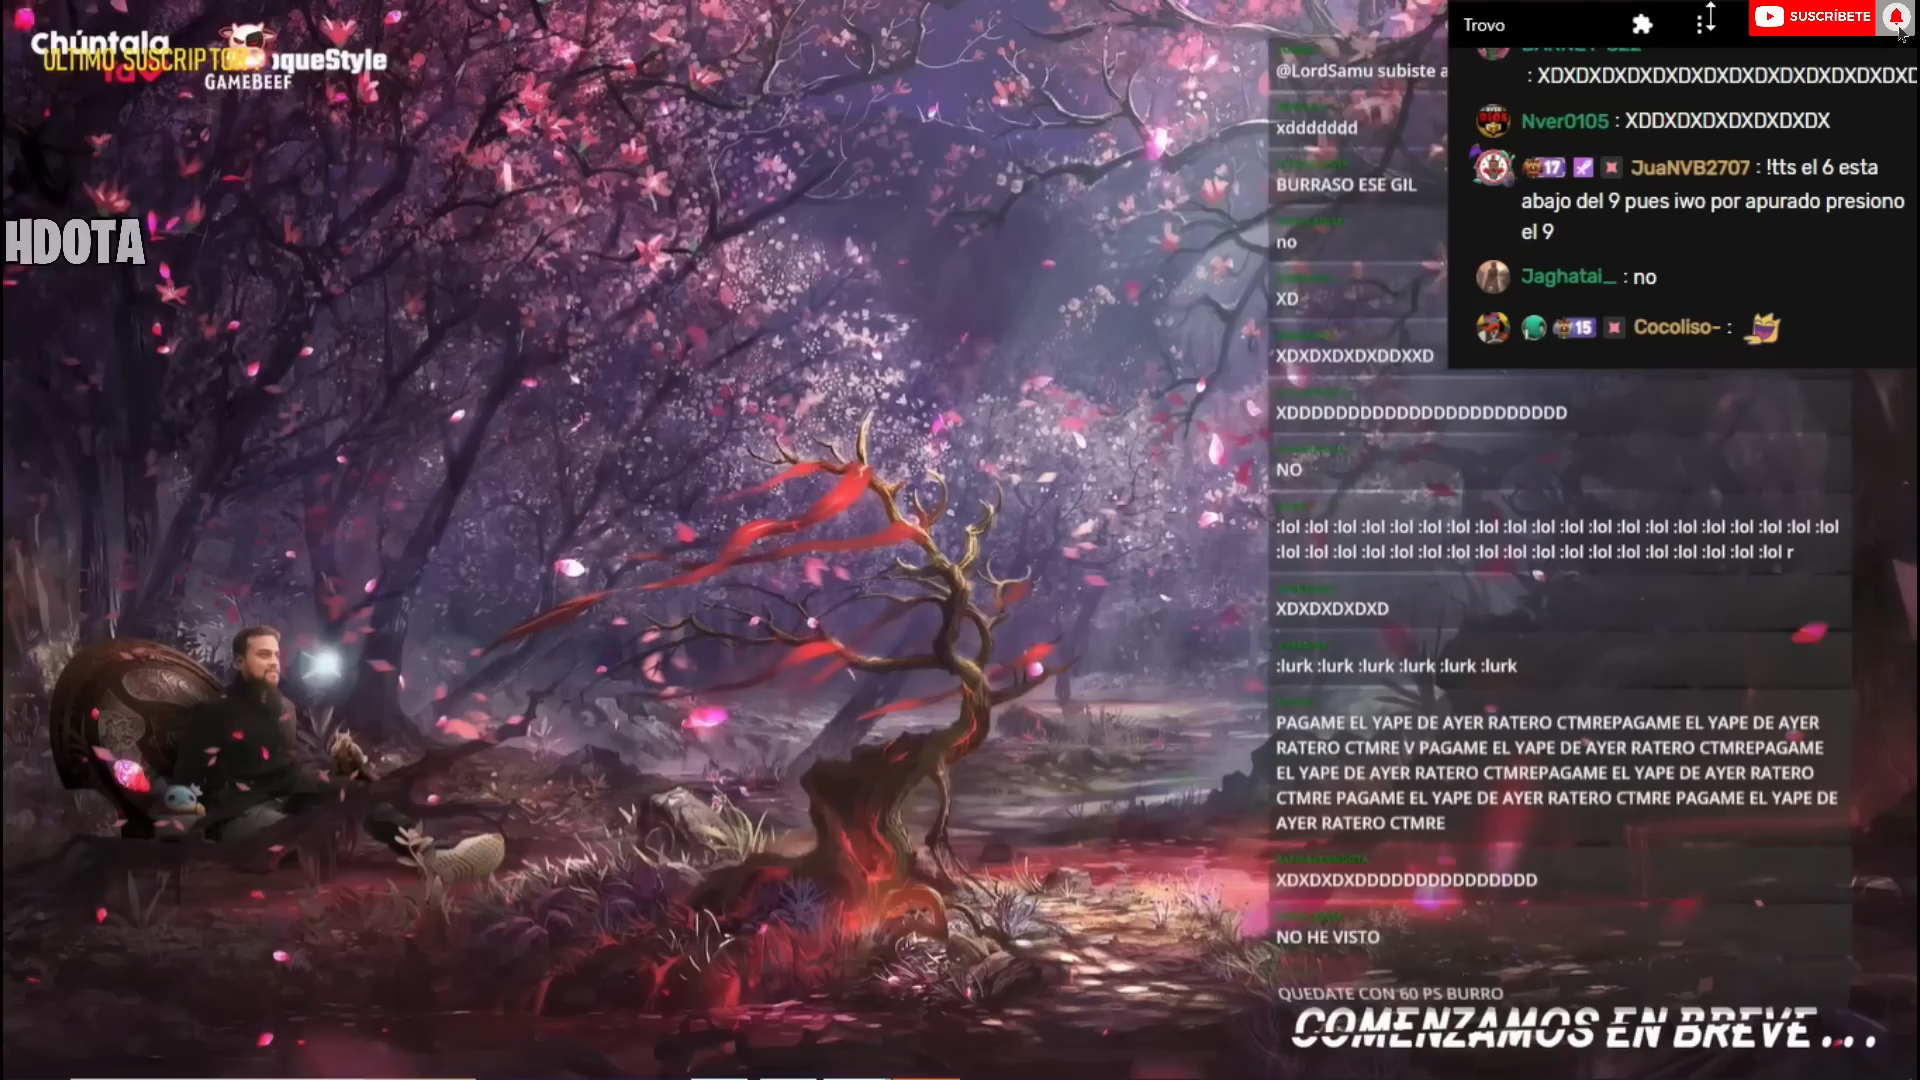 Chúntala
ULTIMO SUSCRIPTOR
GAMEBEEF
oqueStyle
HDOTA
Trovo
SUSCRÍBETE
: XDXDXDXDXDXDXDXDXDXDXDXDXDXDXD
Nver0105 : XDDXDXDXDXDXDXDX
17 JuaNVB2707 : !tts el 6 esta
abajo del 9 pues iwo por apurado presiono
el 9
Jaghatai_ : no
15 Cocoliso- :
@LordSamu subiste a
xddddddd
BURRASO ESE GIL
no
XD
XDXDXDXDXDDXXD
XDDDDDDDDDDDDDDDDDDDDDDD
NO
:lol :lol :lol :lol :lol :lol :lol :lol :lol :lol :lol :lol :lol :lol :lol :lol :lol :lol :lol :lol
:lol :lol :lol :lol :lol :lol :lol :lol :lol :lol :lol :lol :lol :lol :lol :lol :lol :lol r
XDXDXDXDXD
:lurk :lurk :lurk :lurk :lurk :lurk
PAGAME EL YAPE DE AYER RATERO CTMREPAGAME EL YAPE DE AYER
RATERO CTMRE V PAGAME EL YAPE DE AYER RATERO CTMREPAGAME
EL YAPE DE AYER RATERO CTMREPAGAME EL YAPE DE AYER RATERO
CTMRE PAGAME EL YAPE DE AYER RATERO CTMRE PAGAME EL YAPE DE
AYER RATERO CTMRE
XDXDXDXDDDDDDDDDDDDDDDD
NO HE VISTO
QUEDATE CON 60 PS BURRO
COMENZAMOS EN BREVE...